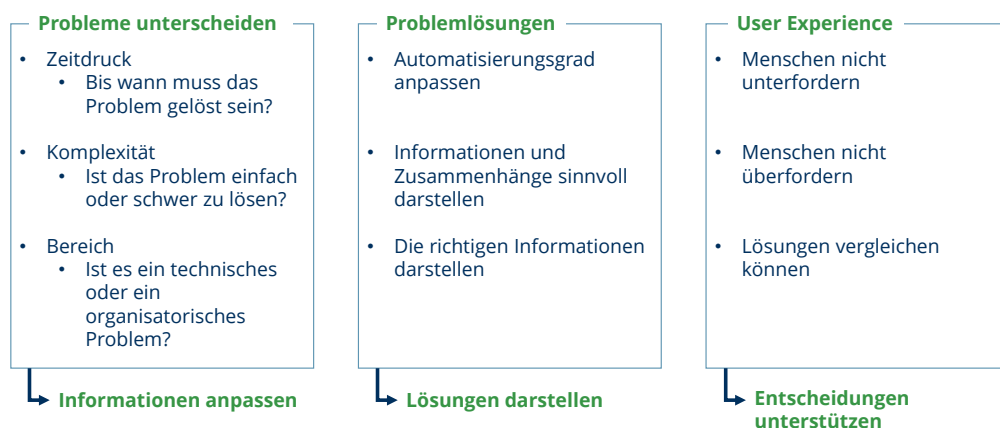 Probleme unterscheiden
• Zeitdruck
• Bis wann muss das
Problem gelöst sein?
• Komplexität
• Ist das Problem einfach
oder schwer zu lösen?
• Bereich
• Ist es ein technisches
oder ein
organisatorisches
Problem?
Informationen anpassen
Problemlösungen
• Automatisierungsgrad
anpassen
• Informationen und
Zusammenhänge sinnvoll
darstellen
• Die richtigen Informationen
darstellen
Lösungen darstellen
User Experience
• Menschen nicht
unterfordern
• Menschen nicht
überfordern
• Lösungen vergleichen
können
Entscheidungen
unterstützen